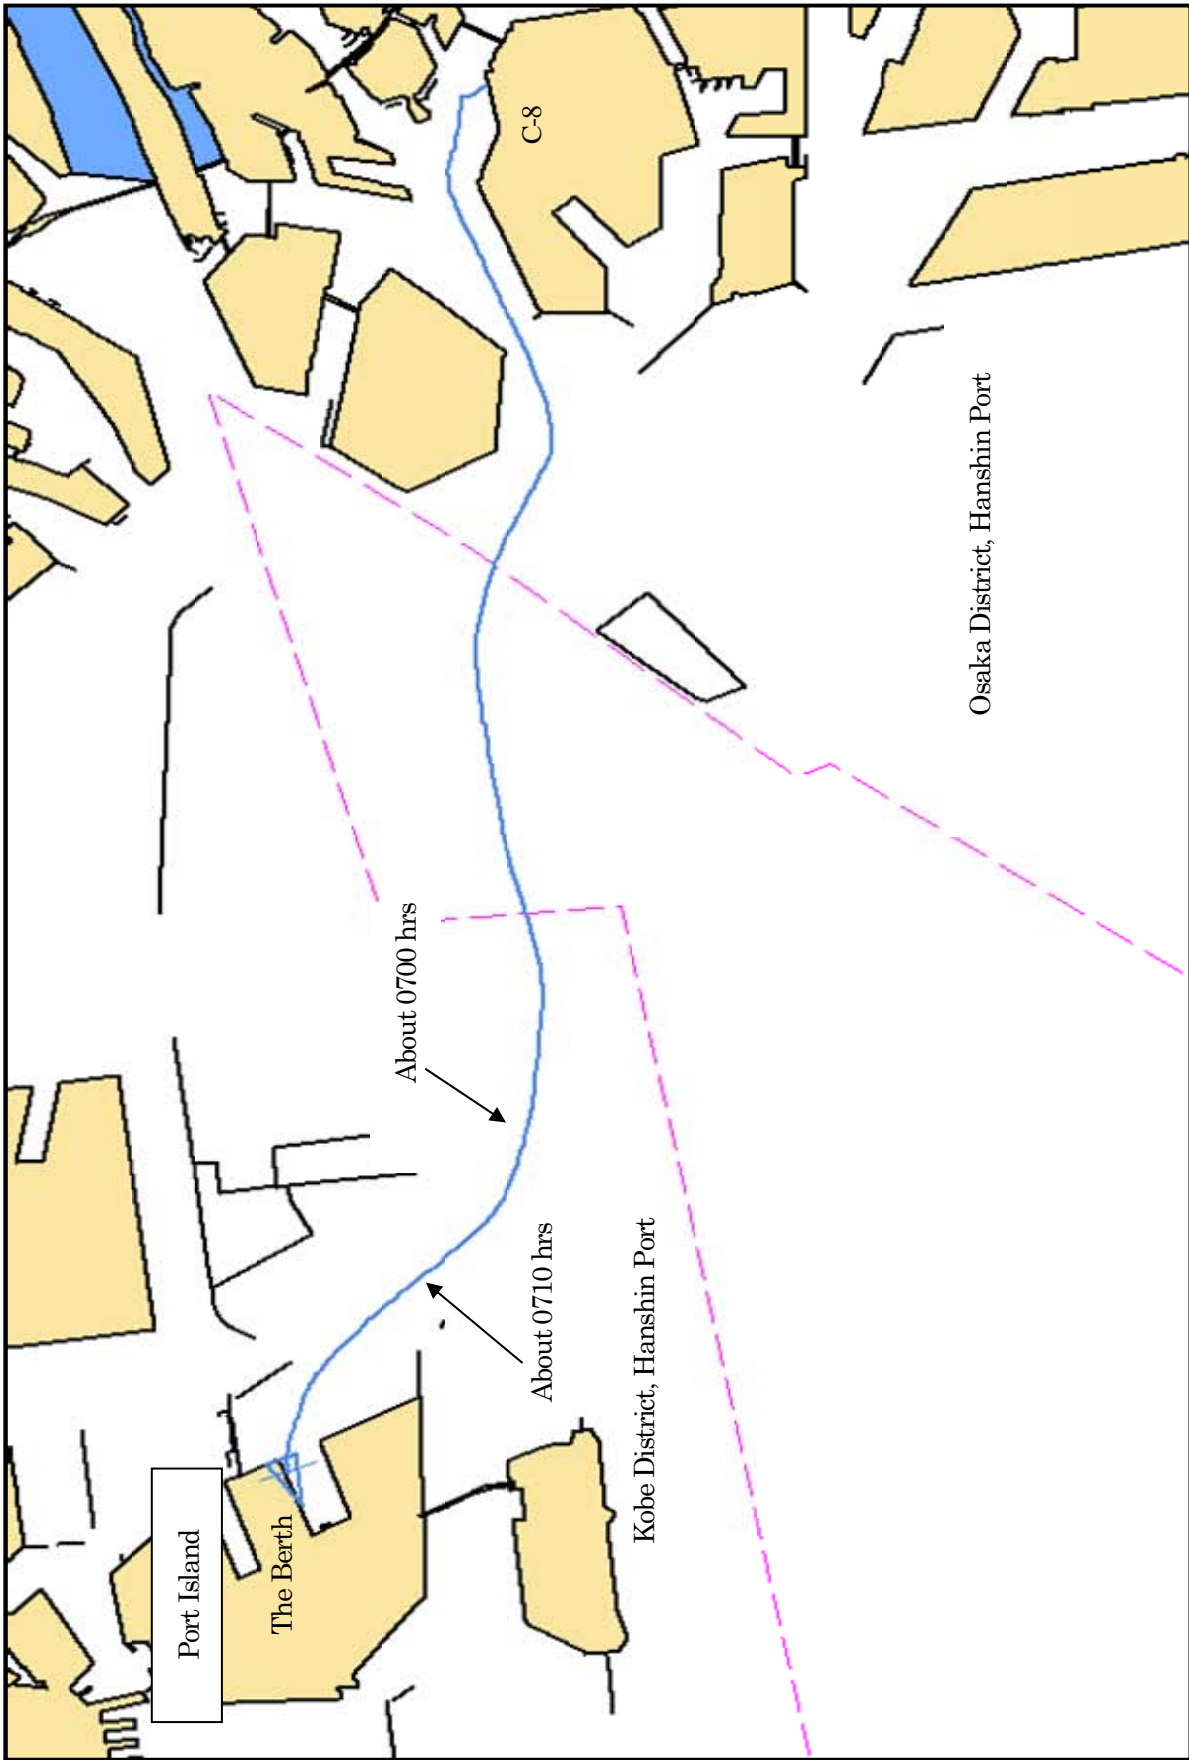 Port Island
The Berth
About 0700 hrs
About 0710 hrs
C-8
Kobe District, Hanshin Port
Osaka District, Hanshin Port